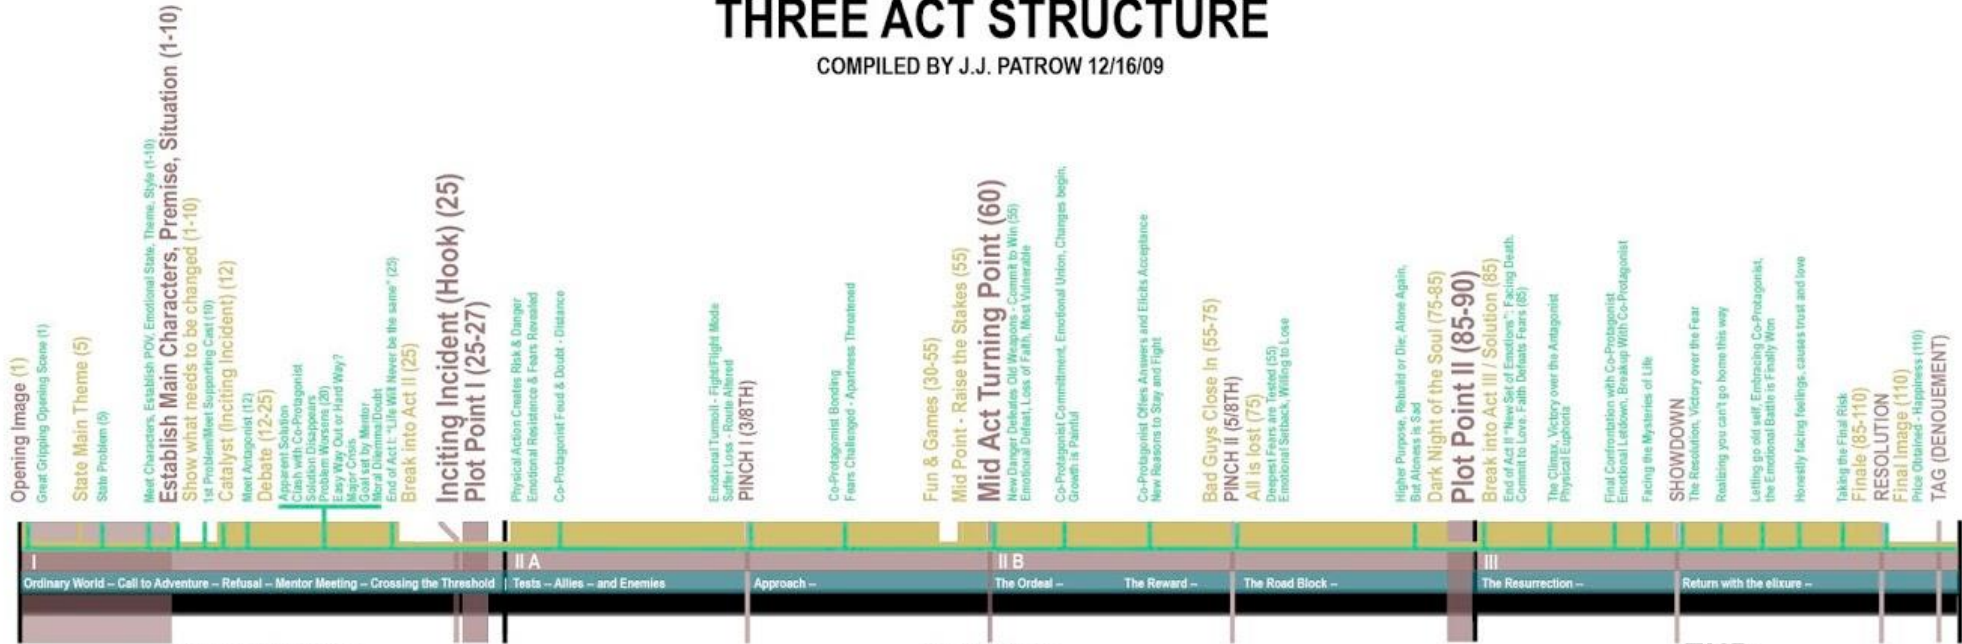 THREE ACT STRUCTURE
COMPILED BY J.J. PATROW 12/16/09
Opening Image (1)
Great Gripping Opening Scene (1)
State Main Theme (5)
State Problem (5)
Meet Characters, Establish POV, Emotional State, Theme, Style (1-10)
Establish Main Characters, Premise, Situation (1-10)
Show what needs to be changed (1-10)
1st Problem/Meet Supporting Cast (10)
Catalyst (Inciting Incident) (12)
Meet Antagonist (12)
Debate (12-25)
Apparent Solution
Clash with Co-Protagonist
Solution Disappears
Problem Worsens (20)
Easy Way Out or Hard Way?
Major Crisis
Goal set by Mentor
Moral Dilemma/Doubt
End of Act I: "Life Will Never be the same" (25)
Break into Act II (25)
Inciting Incident (Hook) (25)
Plot Point I (25-27)
Physical Action Creates Risk & Danger
Emotional Resistence & Fears Revealed
Co-Protagonist Feud & Doubt - Distance
Emotional Turmoil - Fight/Flight Mode
Suffer Loss - Route Altered
PINCH I (3/8TH)
Co-Protagonist Bonding
Fears Challenged - Apartness Threatened
Fun & Games (30-55)
Mid Point - Raise the Stakes (55)
Mid Act Turning Point (60)
New Danger Defeates Old Weapons - Commit to Win (55)
Emotional Defeat, Loss of Faith, Most Vulnerable
Co-Protagonist Commitment, Emotional Union, Changes begin,
Growth is Painful
Co-Protagonist Offers Answers and Elicits Acceptance
New Reasons to Stay and Fight
Bad Guys Close In (55-75)
PINCH II (5/8TH)
All is lost (75)
Deepest Fears are Tested (55)
Emotional Setback, Willing to Lose
Higher Purpose, Rebuild or Die, Alone Again,
But Aloness is Sad
Dark Night of the Soul (75-85)
Plot Point II (85-90)
Break into Act III / Solution (85)
End of Act II "New Set of Emotions": Facing Death,
Commit to Love. Faith Defeats Fears (85)
The Climax, Victory over the Antagonist
Physical Euphoria
Final Confrontation with Co-Protagonist
Emotional Letdown, Breakup With Co-Protagonist
Facing the Mysteries of Life
SHOWDOWN
The Resolution, Victory over the Fear
Realizing you can't go home this way
Letting go old self, Embracing Co-Protagonist,
the Emotional Battle is Finally Won
Honestly facing feelings, causes trust and love
Taking the Final Risk
Finale (85-110)
RESOLUTION
Final Image (110)
Price Obtained - Happiness (110)
TAG (DENOUEMENT)
I
II A
II B
III
Ordinary World – Call to Adventure – Refusal – Mentor Meeting – Crossing the Threshold
Tests – Allies – and Enemies
Approach –
The Ordeal –
The Reward –
The Road Block –
The Resurrection –
Return with the elixure –